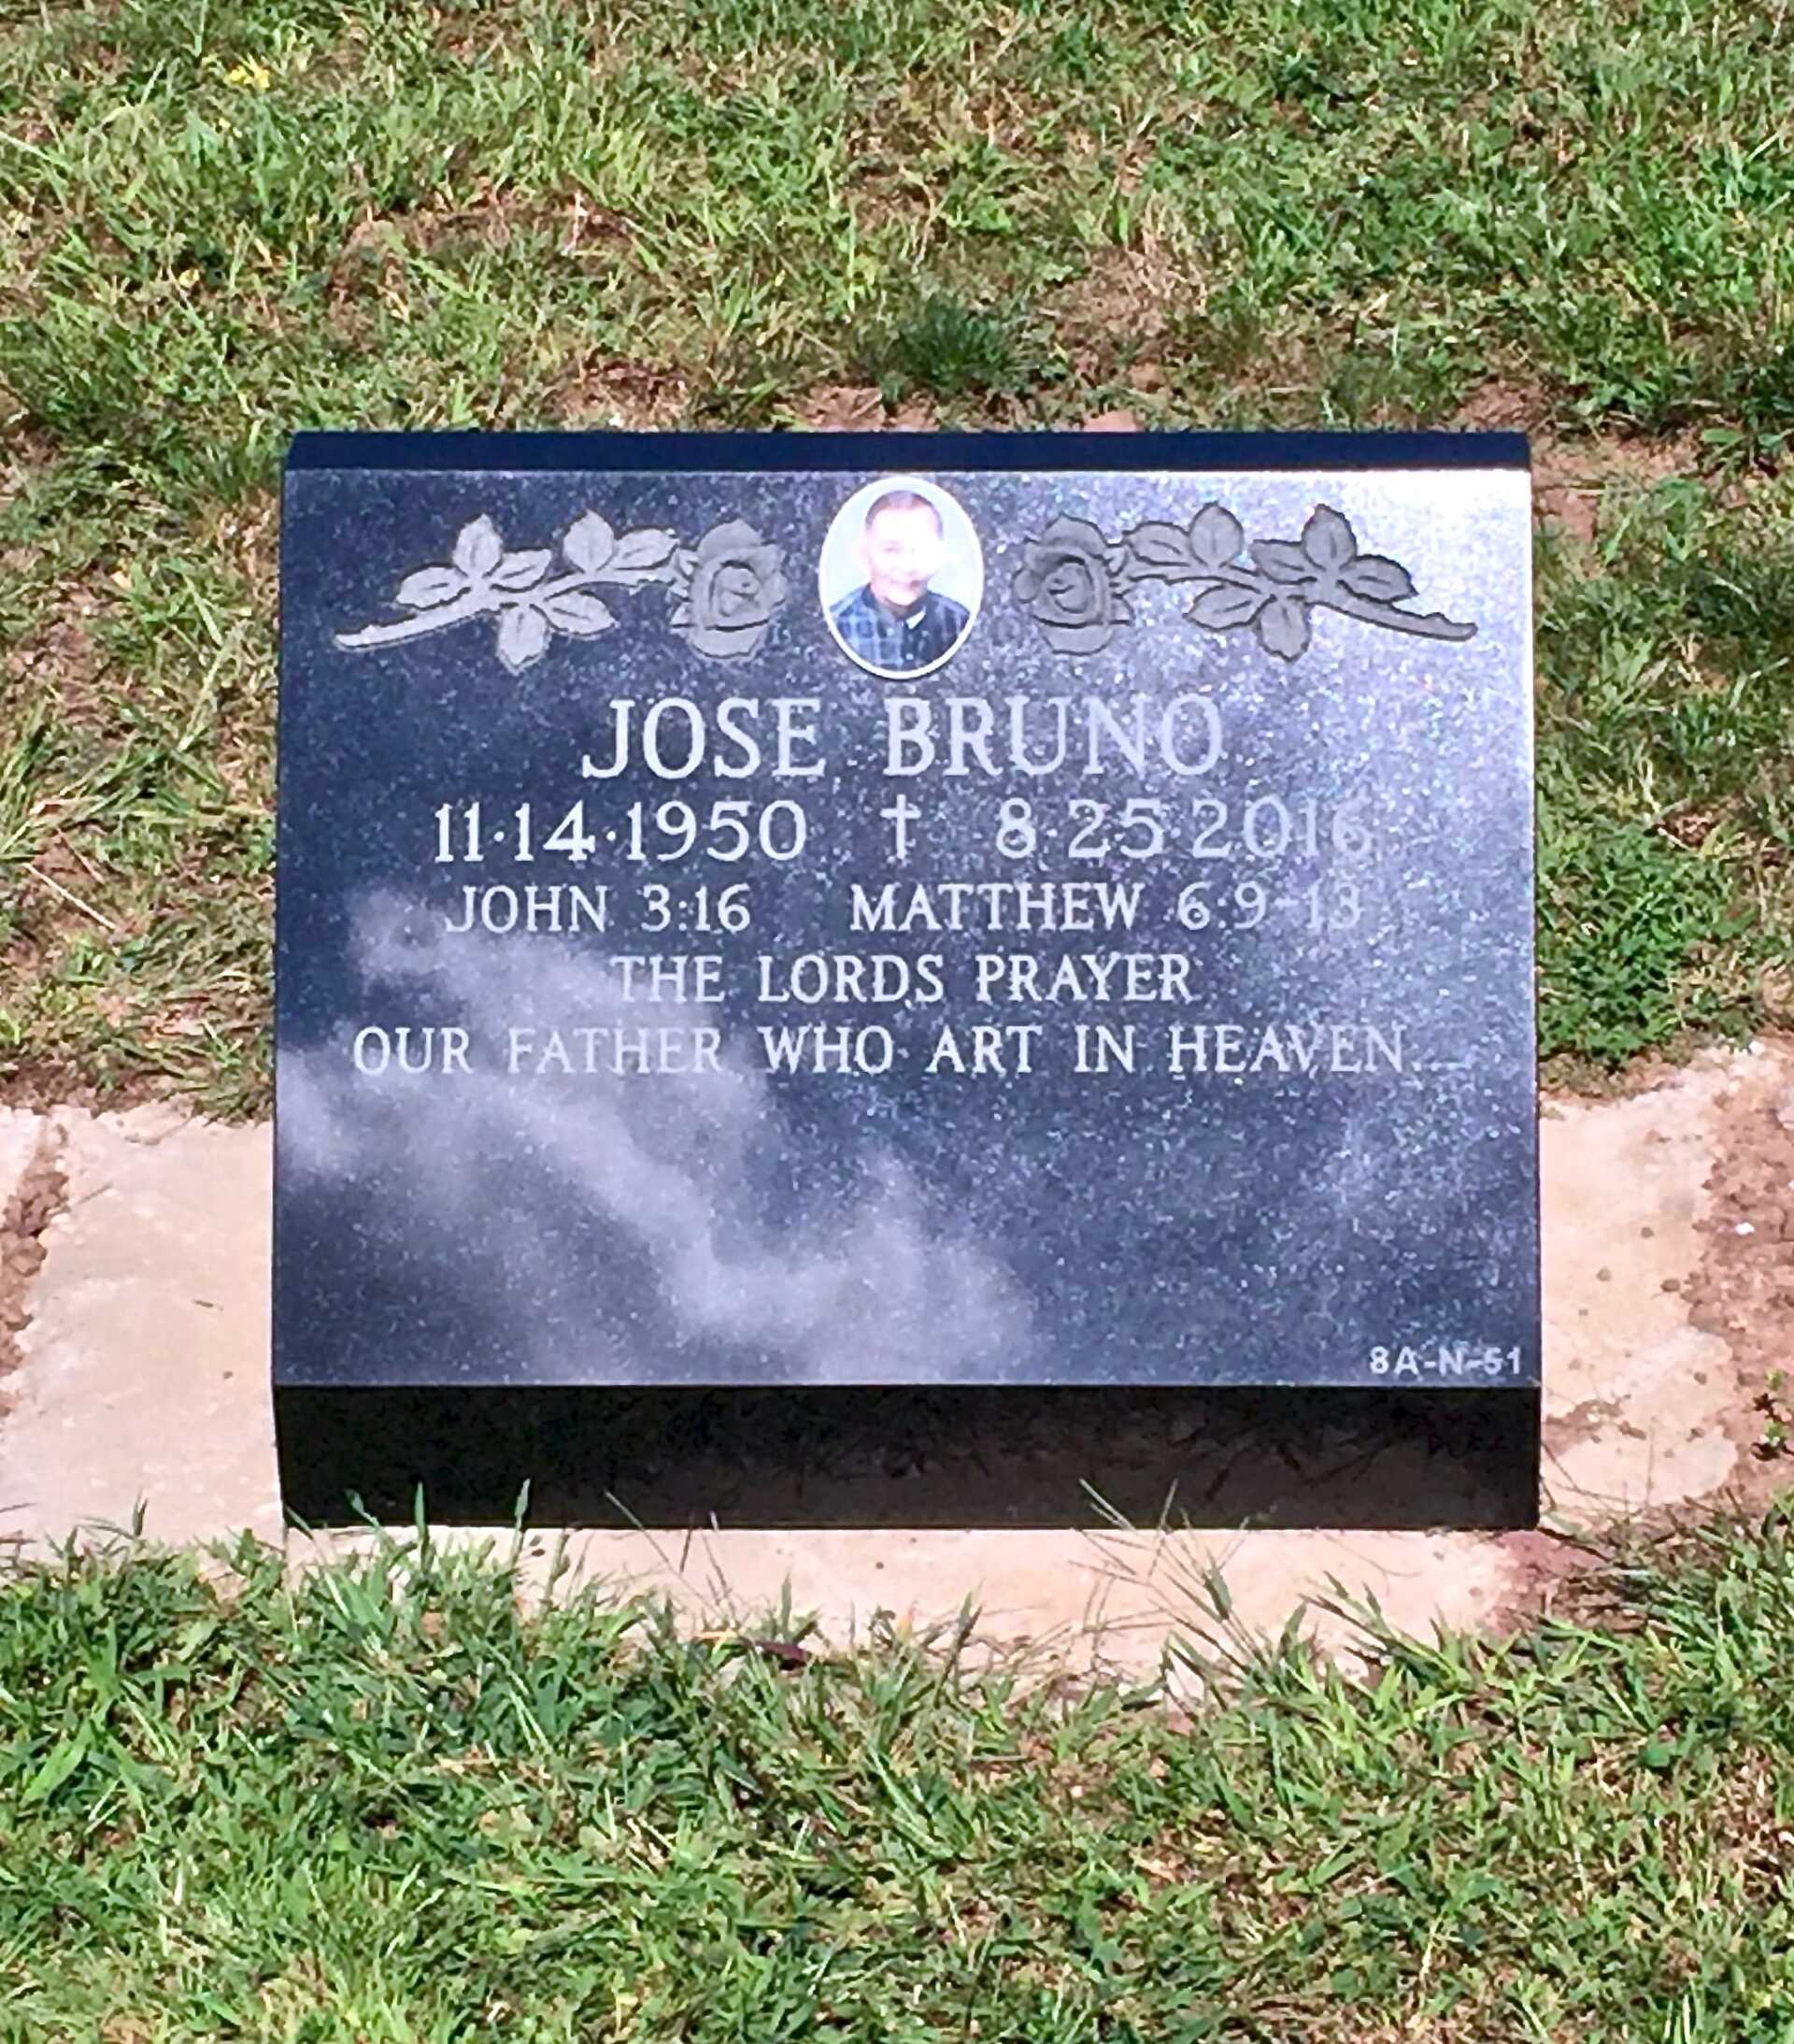 JOSE BRUNO
11·14·1950 † 8·25·2016
JOHN 3:16 MATTHEW 6:9-13
THE LORDS PRAYER
OUR FATHER WHO ART IN HEAVEN....
8A-N-51